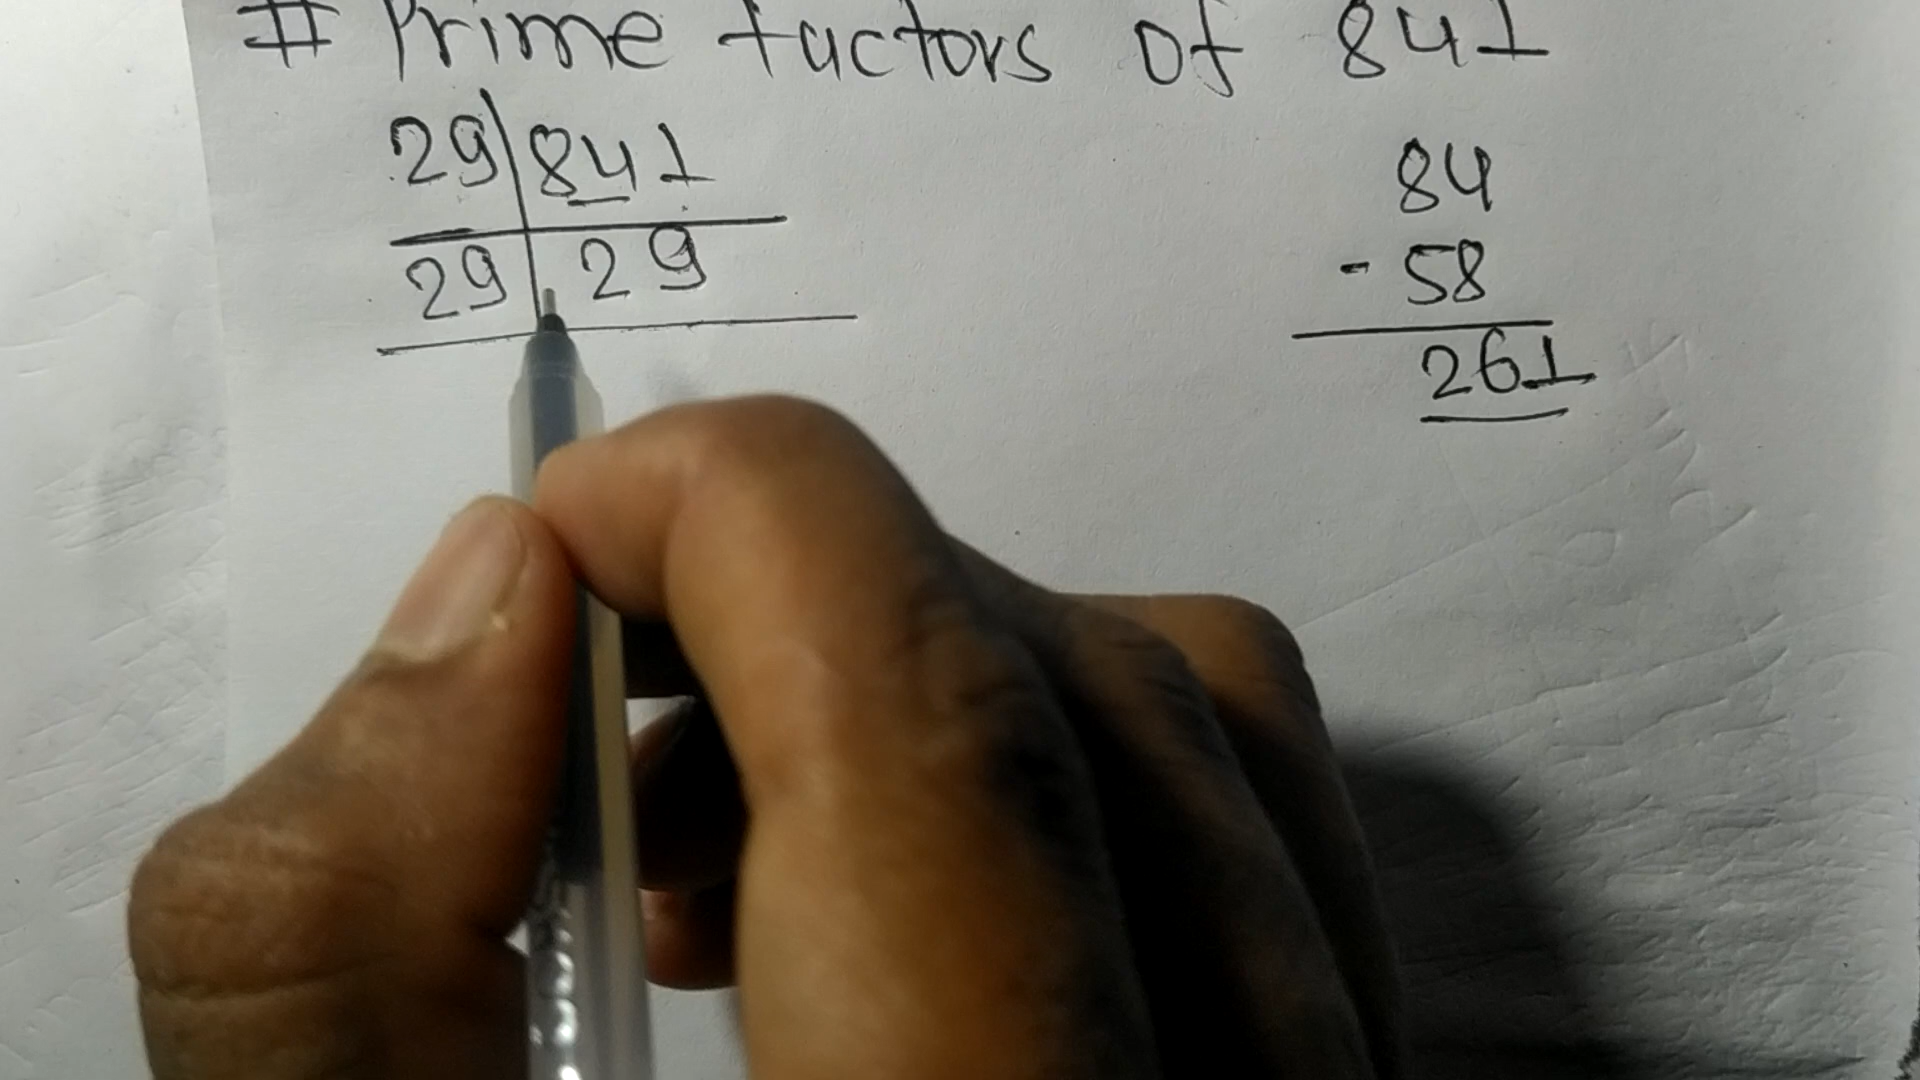 # Prime factors of 841
29 | 841
29 | 29
84
- 58
261